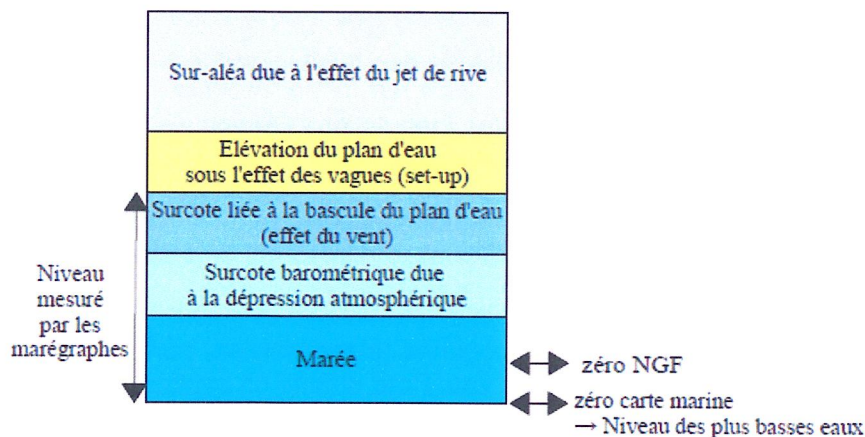 Sur-aléa due à l'effet du jet de rive
Elévation du plan d'eau
sous l'effet des vagues (set-up)
Surcote liée à la bascule du plan d'eau
(effet du vent)
Surcote barométrique due
à la dépression atmosphérique
Marée
Niveau
mesuré
par les
marégraphes
zéro NGF
zéro carte marine
→ Niveau des plus basses eaux